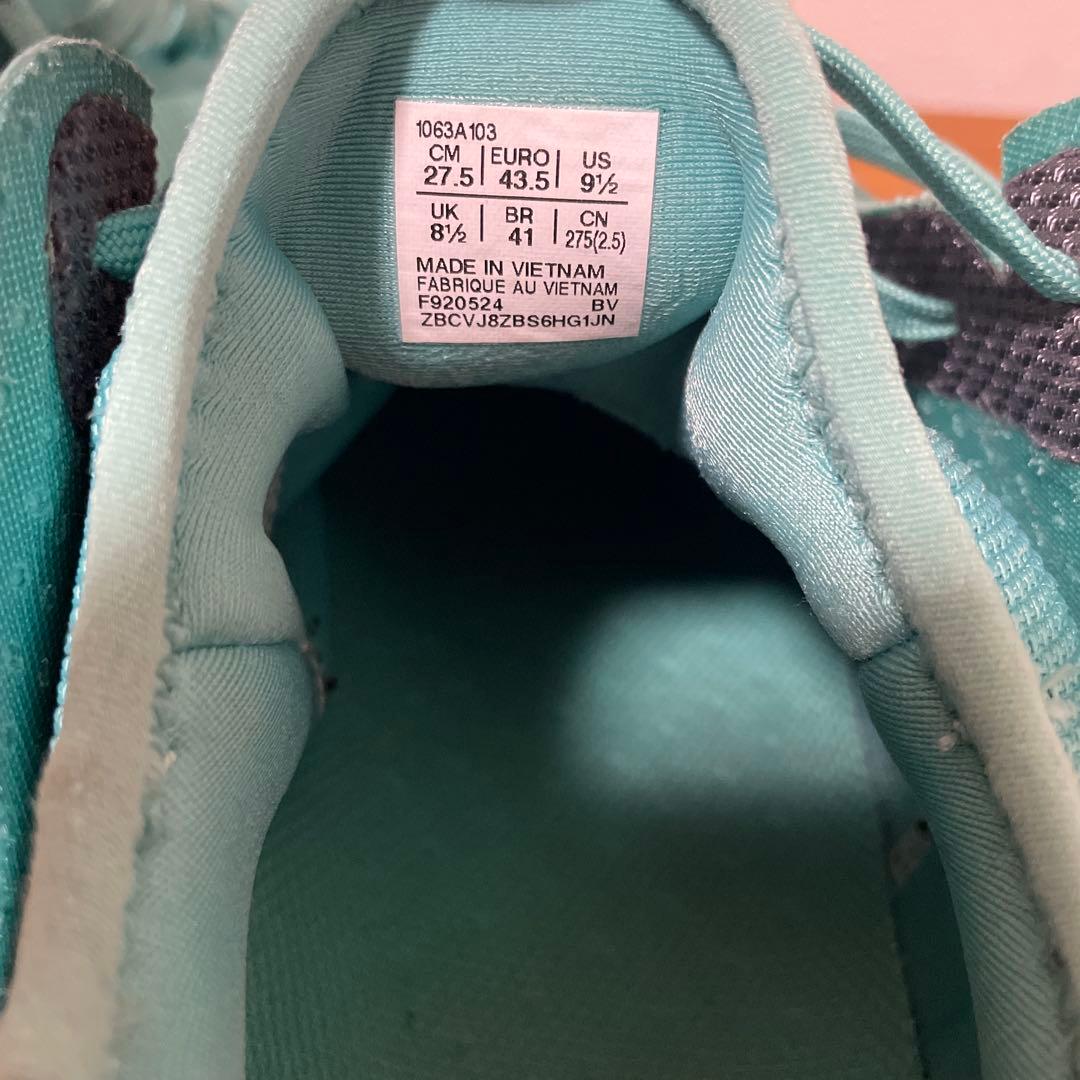 1063A103
CM | EURO | US
27.5 | 43.5 | 9½
UK | BR | CN
8½ | 41 | 275(2.5)
MADE IN VIETNAM
FABRIQUE AU VIETNAM
F920524 BV
ZBCVJ8ZBS6HG1JN